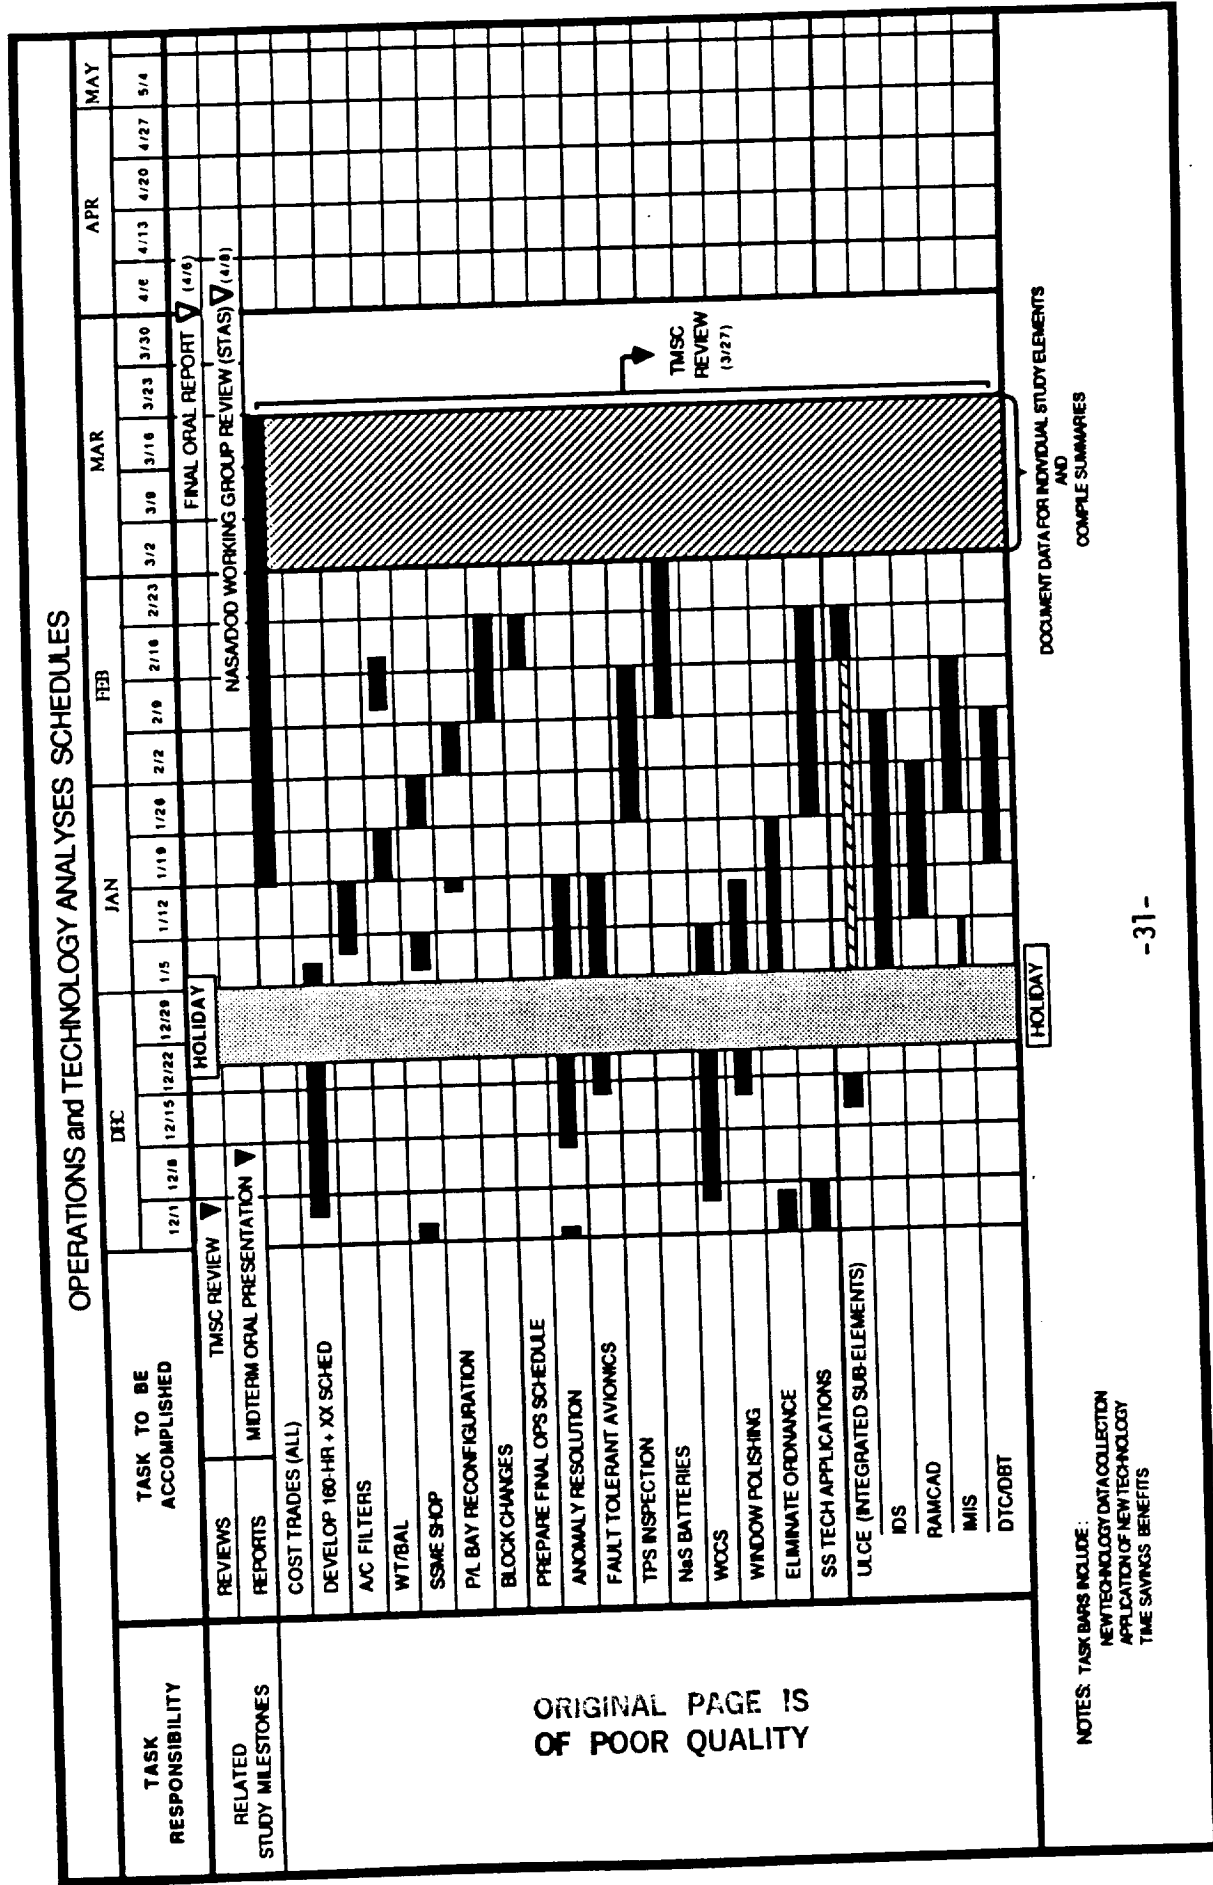 OPERATIONS and TECHNOLOGY ANALYSES SCHEDULES
TASK
RESPONSIBILITY
TASK TO BE
ACCOMPLISHED
DEC
JAN
FEB
MAR
APR
MAY
12/1
12/8
12/15
12/22
12/29
1/5
1/12
1/19
1/26
2/2
2/9
2/16
2/23
3/2
3/9
3/16
3/23
3/30
4/6
4/13
4/20
4/27
5/4
RELATED
STUDY MILESTONES
REVIEWS
TMSC REVIEW
HOLIDAY
FINAL ORAL REPORT
(4/6)
REPORTS
MIDTERM ORAL PRESENTATION
NASA/DOD WORKING GROUP REVIEW (STAS)
(4/8)
COST TRADES (ALL)
DEVELOP 160-HR + XX SCHED
A/C FILTERS
WT/BAL
SSME SHOP
P/L BAY RECONFIGURATION
BLOCK CHANGES
PREPARE FINAL OPS SCHEDULE
ANOMALY RESOLUTION
FAULT TOLERANT AVIONICS
TPS INSPECTION
NaS BATTERIES
WCCS
WINDOW POLISHING
ELIMINATE ORDNANCE
SS TECH APPLICATIONS
ULCE (INTEGRATED SUB-ELEMENTS)
IDS
RAMCAD
IMIS
DTC/DBT
TMSC
REVIEW
(3/27)
ORIGINAL PAGE IS
OF POOR QUALITY
HOLIDAY
DOCUMENT DATA FOR INDIVIDUAL STUDY ELEMENTS
AND
COMPILE SUMMARIES
NOTES: TASK BARS INCLUDE:
NEW TECHNOLOGY DATA COLLECTION
APPLICATION OF NEW TECHNOLOGY
TIME SAVINGS BENEFITS
-31-